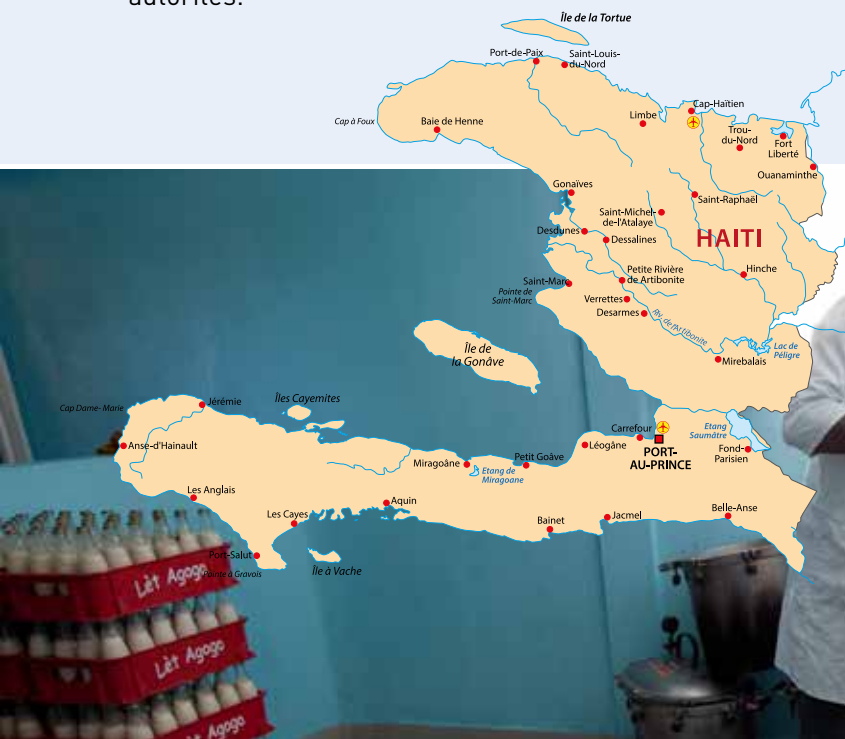 autorités.
Île de la Tortue
Port-de-Paix
Saint-Louis-
du-Nord
Cap-Haïtien
Limbe
Cap à Foux
Baie de Henne
Trou-
du-Nord
Fort
Liberté
Ouanaminthe
Gonaïves
Saint-Raphaël
Saint-Michel-
de-l'Atalaye
HAITI
Desdunes
Dessalines
Hinche
Petite Rivière
de Artibonite
Saint-Marc
Pointe de
Saint-Marc
Verrettes
Desarmes
Riv. de l'Artibonite
Lac de
Péligre
Mirebalais
Île de
la Gonâve
Îles Cayemites
Jérémie
Cap Dame- Marie
Anse-d'Hainault
Carrefour
Etang
Saumâtre
Léogâne
PORT-
AU-PRINCE
Fond-
Parisien
Petit Goâve
Miragoâne
Etang de
Miragoane
Les Anglais
Aquin
Les Cayes
Bainet
Jacmel
Belle-Anse
Port-Salut
Pointe à Gravois
Île à Vache
Lèt Agogo
Lèt Agogo
Agogo